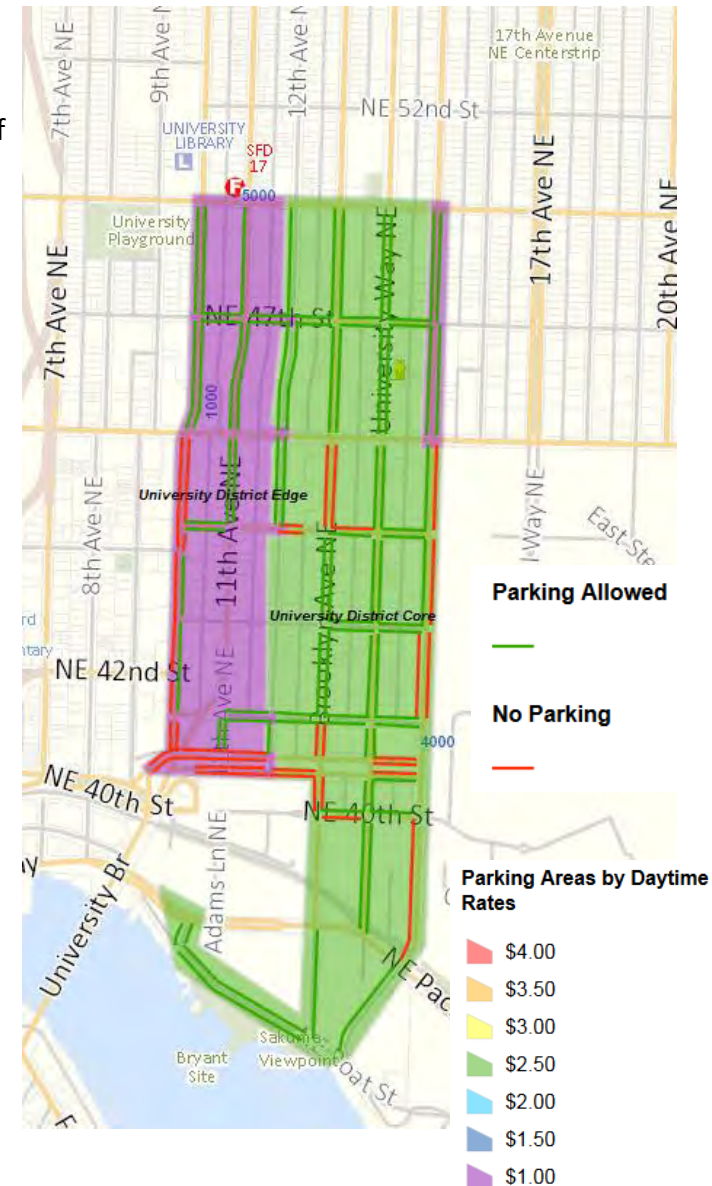 f
7th Ave NE
9th Ave N
12th Ave N
17th Avenue
NE Centerstrip
NE 52nd St
UNIVERSITY
LIBRARY
L
SFD
17
F
5000
University
Playground
17th Ave NE
20th Ave NE
7th Ave NE
NE 47th St
University Way NE
1000
University District Edge
8th Ave NE
11th Ave NE
l Way NE
East-Ste
Brooklyn Ave NE
University District Core
rd
ntary
NE 42nd St
th Ave NE
4000
NE 40th St
NE 40th St
University Br
Adams Ln NE
NE Pac
Sakuma
Viewpoint
Bryant
Site
oat St
Parking Allowed
No Parking
Parking Areas by Daytime
Rates
$4.00
$3.50
$3.00
$2.50
$2.00
$1.50
$1.00